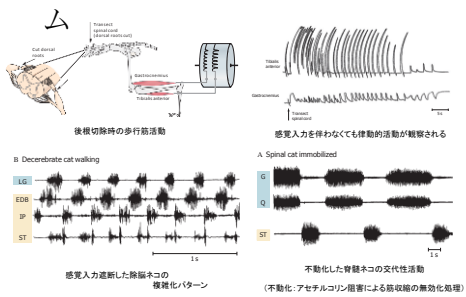 ム
Transect
spinal cord
(dorsal roots cut)
Cut dorsal
roots
Gastrocnemius
Tibialis anterior
後根切除時の歩行筋活動
Tibialis
anterior
Gastrocnemius
Transect
spinal cord
5 s
感覚入力を伴わなくても律動的活動が観察される
B Decerebrate cat walking
LG
EDB
IP
ST
1 s
感覚入力遮断した除脳ネコの
複雑化パターン
A Spinal cat immobilized
G
Q
ST
1 s
不動化した脊髄ネコの交代性活動
(不動化：アセチルコリン阻害による筋収縮の無効化処理)